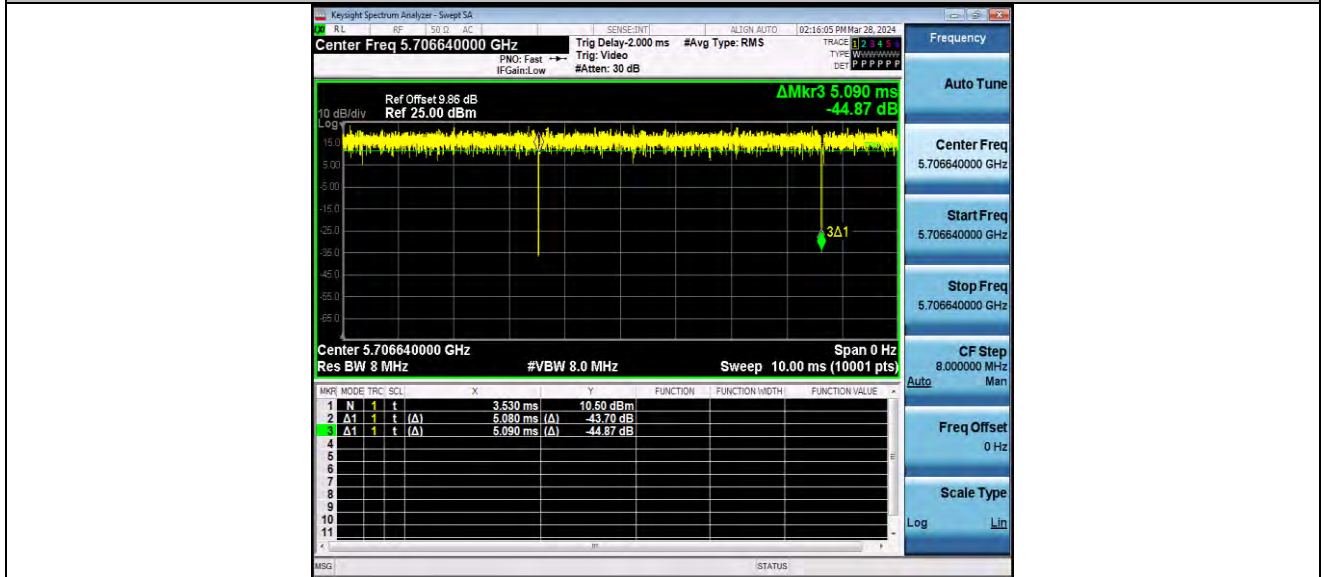 Keysight Spectrum Analyzer - Swept SA
RL RF 50 Ω AC SENSE:INT ALIGN AUTO 02:16:05 PM Mar 28, 2024
Center Freq 5.706640000 GHz
PNO: Fast
IFGain:Low
Trig Delay-2.000 ms
Trig: Video
#Atten: 30 dB
#Avg Type: RMS
TRACE 1 2 3 4 5 6
TYPE WWWWWW
DET P P P P P P
ΔMkr3 5.090 ms
-44.87 dB
10 dB/div
Log
Ref Offset 9.86 dB
Ref 25.00 dBm
15.0
5.00
-5.00
-15.0
-25.0
-35.0
-45.0
-55.0
-65.0
3Δ1
Center 5.706640000 GHz Span 0 Hz
Res BW 8 MHz #VBW 8.0 MHz Sweep 10.00 ms (10001 pts)
MKR MODE TRC SCL X Y FUNCTION FUNCTION WIDTH FUNCTION VALUE
1 N 1 t 3.530 ms 10.50 dBm
2 Δ1 1 t (Δ) 5.080 ms (Δ) -43.70 dB
3 Δ1 1 t (Δ) 5.090 ms (Δ) -44.87 dB
4
5
6
7
8
9
10
11
MSG STATUS
Frequency
Auto Tune
Center Freq
5.706640000 GHz
Start Freq
5.706640000 GHz
Stop Freq
5.706640000 GHz
CF Step
8.000000 MHz
Auto Man
Freq Offset
0 Hz
Scale Type
Log Lin